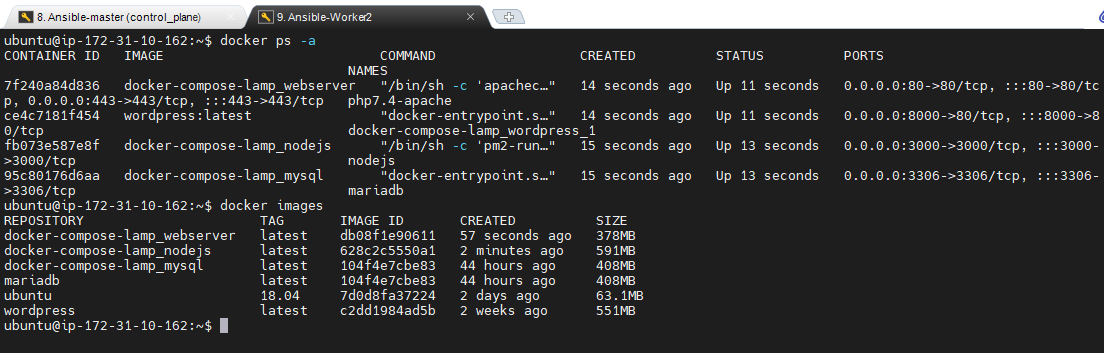 8. Ansible-master (control_plane)
9. Ansible-Worker2
ubuntu@ip-172-31-10-162:~$ docker ps -a
CONTAINER ID   IMAGE                             COMMAND                  CREATED          STATUS          PORTS
                                            NAMES
7f240a84d836   docker-compose-lamp_webserver   "/bin/sh -c 'apachec…"   14 seconds ago   Up 11 seconds   0.0.0.0:80->80/tcp, :::80->80/tc
p, 0.0.0.0:443->443/tcp, :::443->443/tcp   php7.4-apache
ce4c7181f454   wordpress:latest                "docker-entrypoint.s…"   14 seconds ago   Up 11 seconds   0.0.0.0:8000->80/tcp, :::8000->8
0/tcp                                       docker-compose-lamp_wordpress_1
fb073e587e8f   docker-compose-lamp_nodejs      "/bin/sh -c 'pm2-run…"   15 seconds ago   Up 13 seconds   0.0.0.0:3000->3000/tcp, :::3000-
>3000/tcp                                   nodejs
95c80176d6aa   docker-compose-lamp_mysql       "docker-entrypoint.s…"   15 seconds ago   Up 13 seconds   0.0.0.0:3306->3306/tcp, :::3306-
>3306/tcp                                   mariadb
ubuntu@ip-172-31-10-162:~$ docker images
REPOSITORY                      TAG       IMAGE ID       CREATED          SIZE
docker-compose-lamp_webserver   latest    db08f1e90611   57 seconds ago   378MB
docker-compose-lamp_nodejs      latest    628c2c5550a1   2 minutes ago    591MB
docker-compose-lamp_mysql       latest    104f4e7cbe83   44 hours ago     408MB
mariadb                         latest    104f4e7cbe83   44 hours ago     408MB
ubuntu                          18.04     7d0d8fa37224   2 days ago       63.1MB
wordpress                       latest    c2dd1984ad5b   2 weeks ago      551MB
ubuntu@ip-172-31-10-162:~$